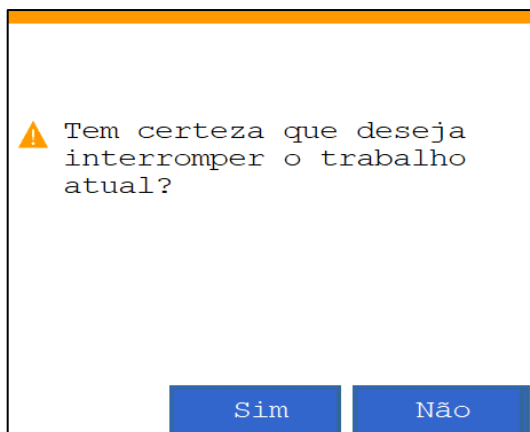 Tem certeza que deseja
interromper o trabalho
atual?
Sim Não